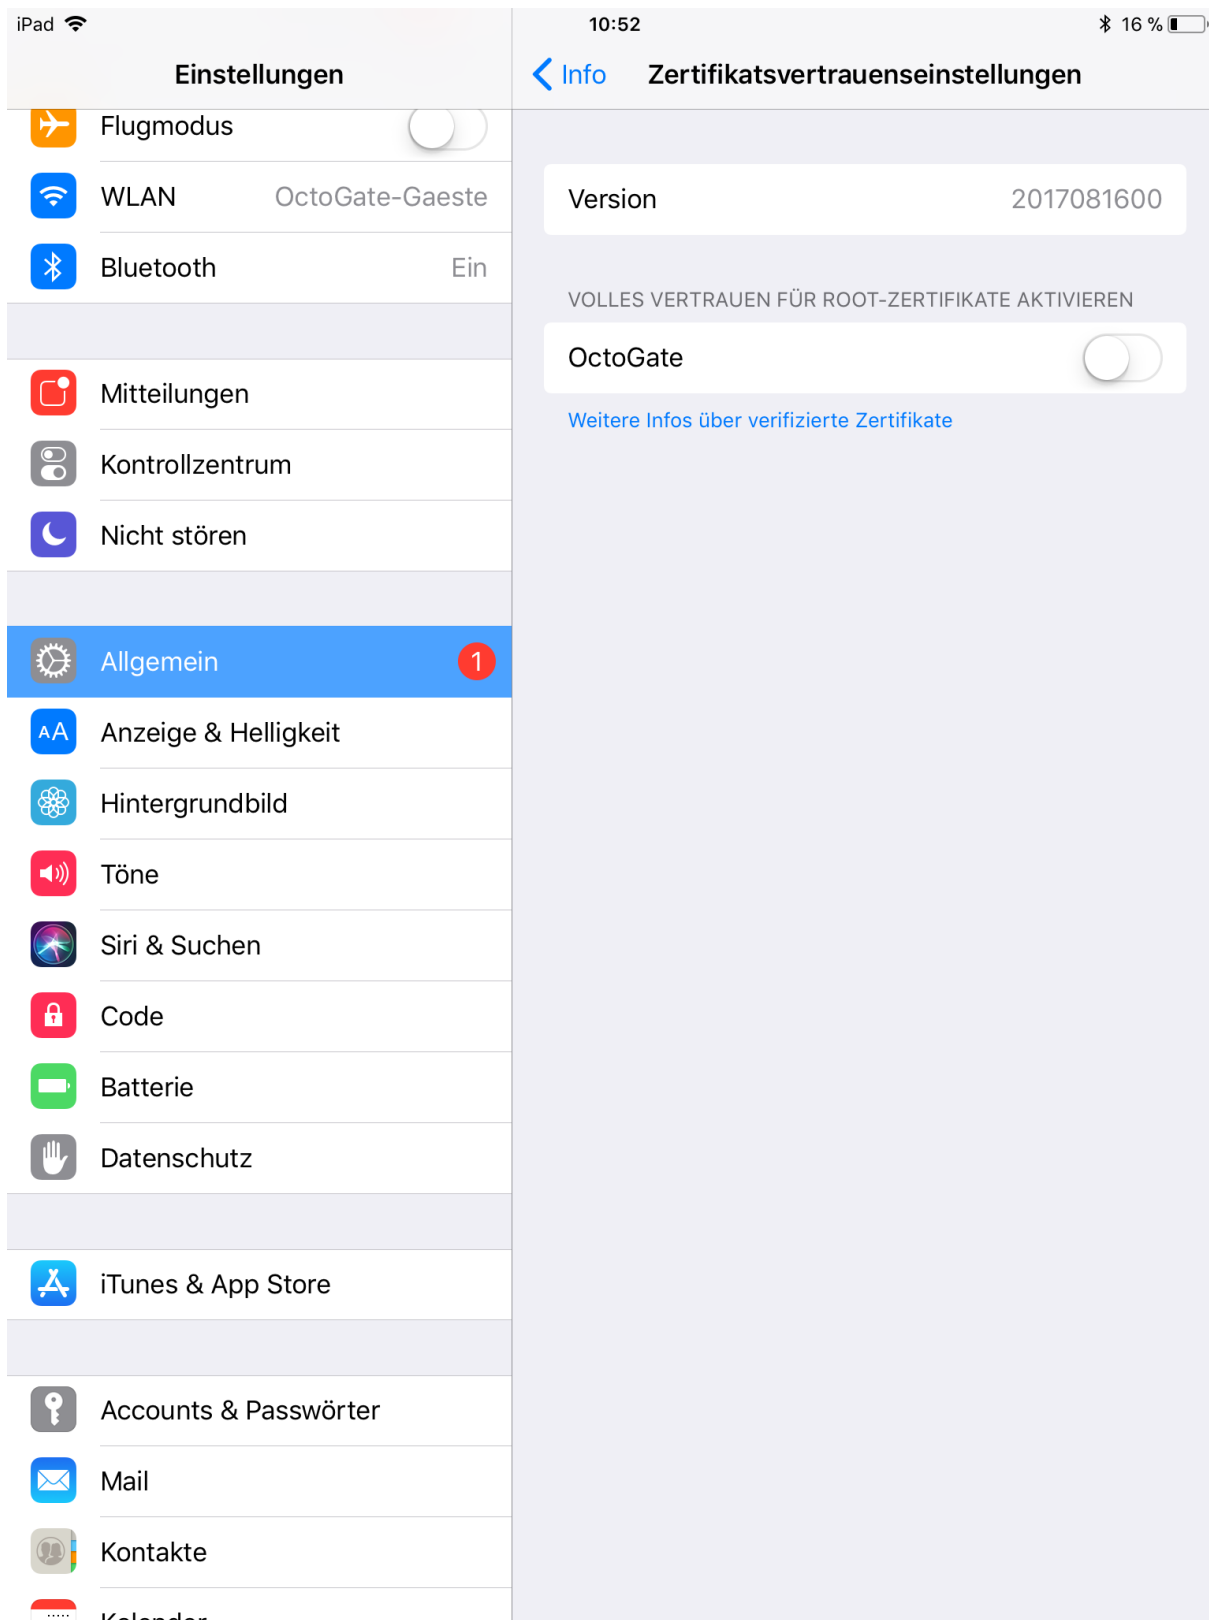 iPad 10:52 16 %
Einstellungen
Info Zertifikatsvertrauenseinstellungen
Flugmodus
WLAN OctoGate-Gaeste
Bluetooth Ein
Mitteilungen
Kontrollzentrum
Nicht stören
Allgemein 1
AA Anzeige & Helligkeit
Hintergrundbild
Töne
Siri & Suchen
Code
Batterie
Datenschutz
iTunes & App Store
Accounts & Passwörter
Mail
Kontakte
Kalender
Version 2017081600
VOLLES VERTRAUEN FÜR ROOT-ZERTIFIKATE AKTIVIEREN
OctoGate
Weitere Infos über verifizierte Zertifikate